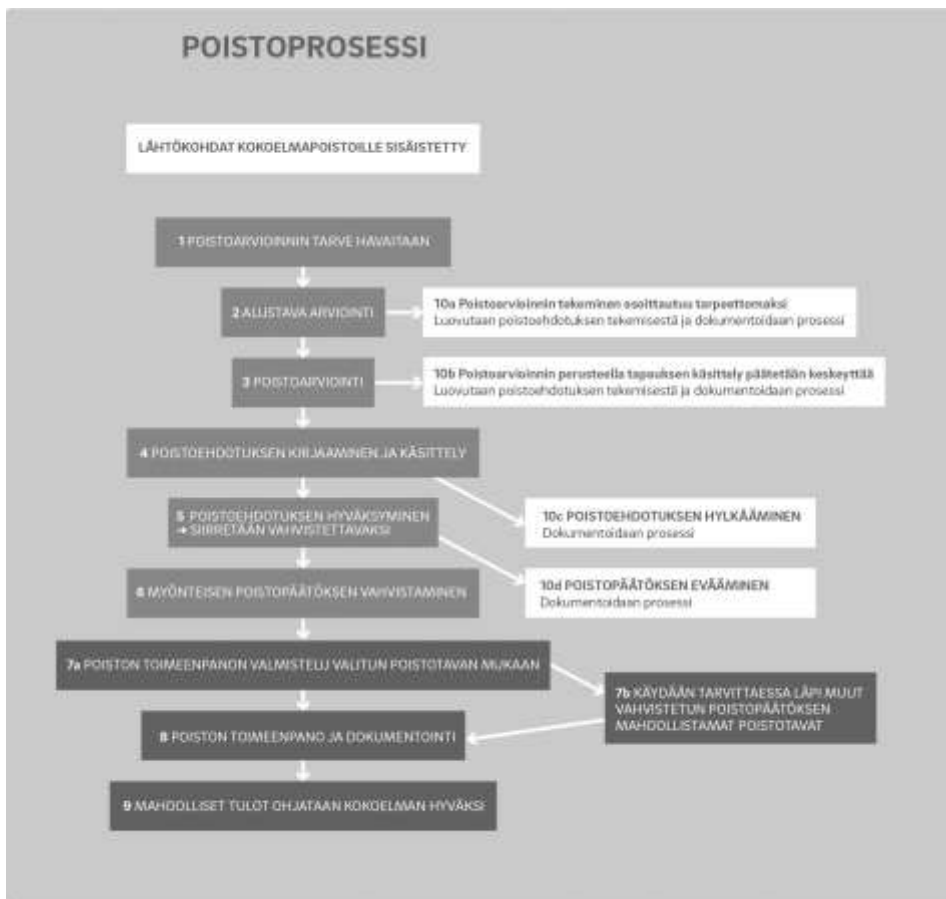 POISTOPROSESSI
LÄHTÖKOHDAT KOKOELMAPOISTOILLE SISÄISTETTY
1 POISTOARVIOINNIN TARVE HAVAITAAN
2 ALUSTAVA ARVIOINTI
10a Poistoarvioinnin tekeminen osoittautuu tarpeettomaksi
Luovutaan poistoehdotuksen tekemisestä ja dokumentoidaan prosessi
3 POISTOARVIOINTI
10b Poistoarvioinnin perusteella tapauksen käsittely päätetään keskeyttää
Luovutaan poistoehdotuksen tekemisestä ja dokumentoidaan prosessi
4 POISTOEHDOTUKSEN KIRJAAMINEN JA KÄSITTELY
5 POISTOEHDOTUKSEN HYVÄKSYMINEN
→ SIIRRETÄÄN VAHVISTETTAVAKSI
10c POISTOEHDOTUKSEN HYLKÄÄMINEN
Dokumentoidaan prosessi
6 MYÖNTEISEN POISTOPÄÄTÖKSEN VAHVISTAMINEN
10d POISTOPÄÄTÖKSEN EVÄÄMINEN
Dokumentoidaan prosessi
7a POISTON TOIMEENPANON VALMISTELU VALITUN POISTOTAVAN MUKAAN
7b KÄYDÄÄN TARVITTAESSA LÄPI MUUT
VAHVISTETUN POISTOPÄÄTÖKSEN
MAHDOLLISTAMAT POISTOTAVAT
8 POISTON TOIMEENPANO JA DOKUMENTOINTI
9 MAHDOLLISET TULOT OHJATAAN KOKOELMAN HYVÄKSI